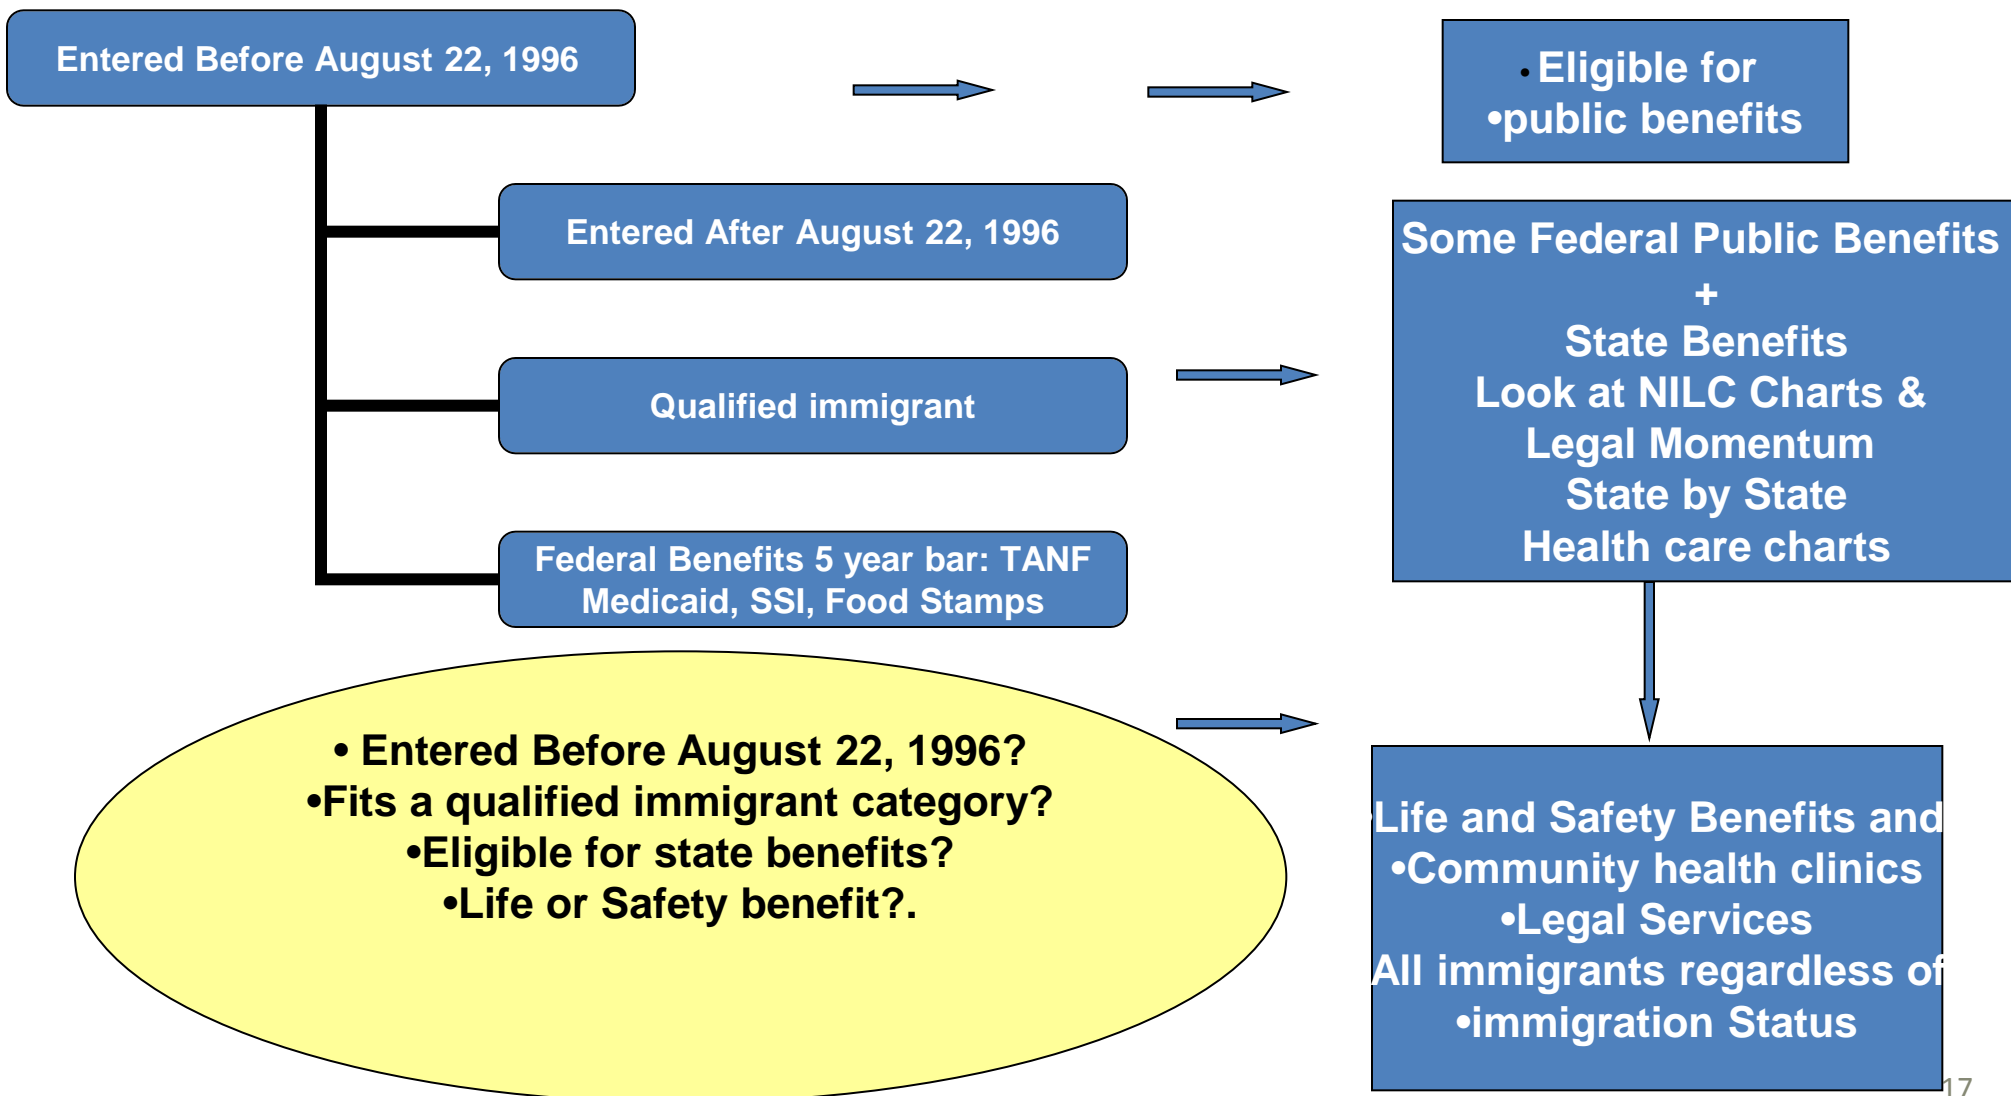 Entered Before August 22, 1996
• Eligible for
•public benefits
Entered After August 22, 1996
Qualified immigrant
Federal Benefits 5 year bar: TANF
Medicaid, SSI, Food Stamps
Some Federal Public Benefits
+
State Benefits
Look at NILC Charts &
Legal Momentum
State by State
Health care charts
• Entered Before August 22, 1996?
•Fits a qualified immigrant category?
•Eligible for state benefits?
•Life or Safety benefit?.
•Life and Safety Benefits and
•Community health clinics
•Legal Services
All immigrants regardless of
•immigration Status
17